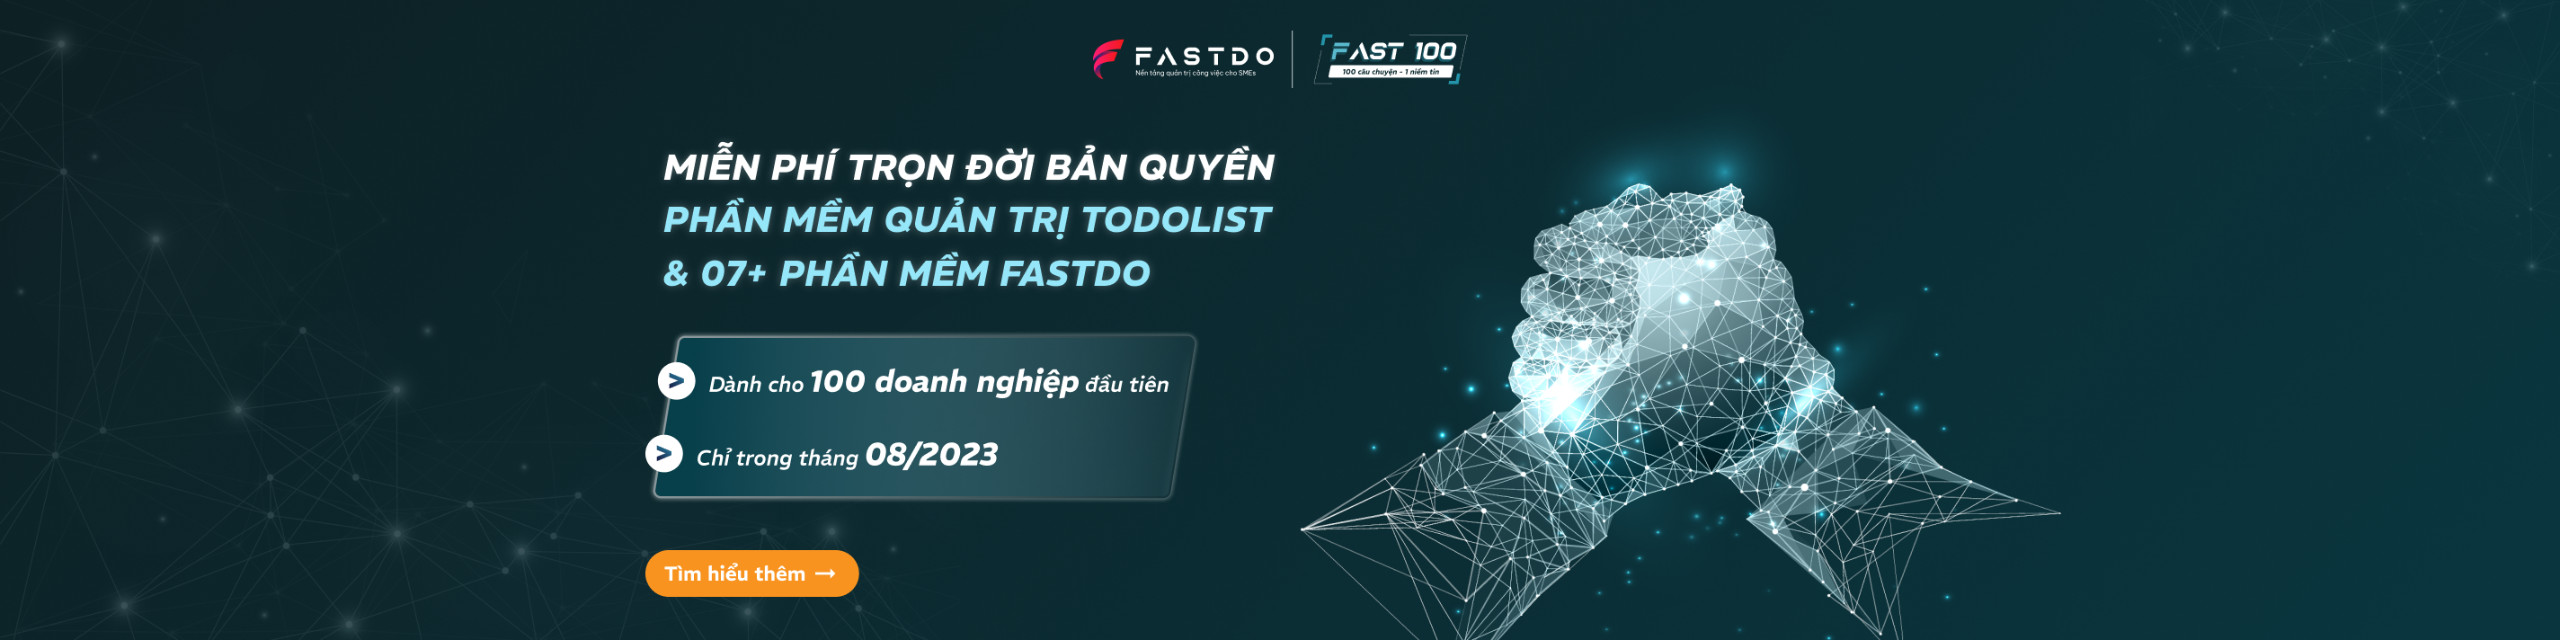 FASTDO
Nền tảng quản trị công việc cho SMEs
FAST 100
100 câu chuyện - 1 niềm tin
MIỄN PHÍ TRỌN ĐỜI BẢN QUYỀN
PHẦN MỀM QUẢN TRỊ TODOLIST
& 07+ PHẦN MỀM FASTDO
> Dành cho 100 doanh nghiệp đầu tiên
> Chỉ trong tháng 08/2023
Tìm hiểu thêm →